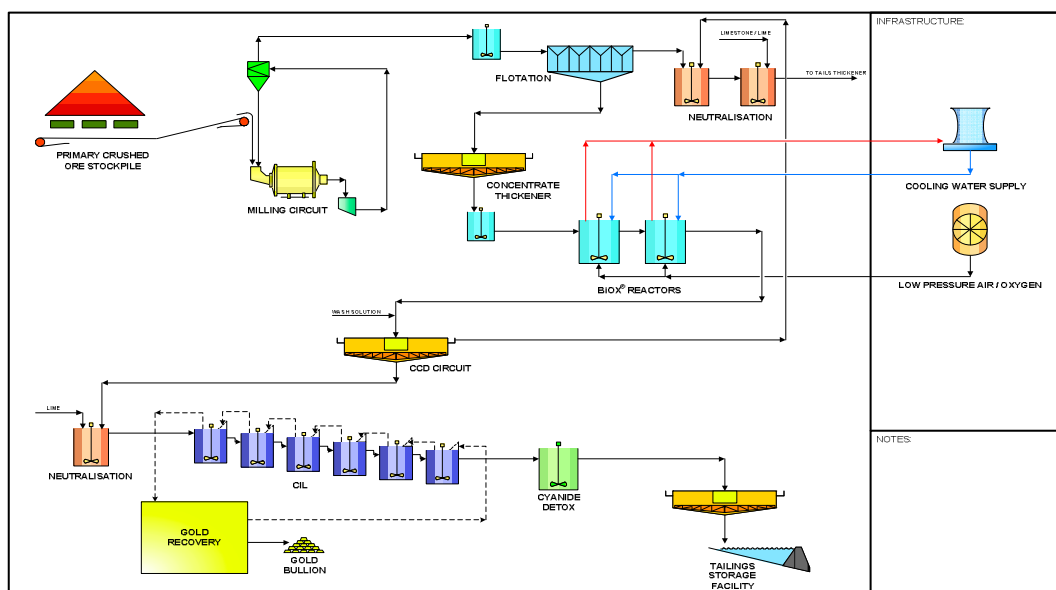 INFRASTRUCTURE:
LIMESTONE / LIME
FLOTATION
TO TAILS THICKENER
NEUTRALISATION
PRIMARY CRUSHED
ORE STOCKPILE
CONCENTRATE
THICKENER
COOLING WATER SUPPLY
MILLING CIRCUIT
BIOX® REACTORS
LOW PRESSURE AIR / OXYGEN
WASH SOLUTION
CCD CIRCUIT
LIME
NOTES:
NEUTRALISATION
CIL
CYANIDE
DETOX
GOLD
RECOVERY
GOLD
BULLION
TAILINGS
STORAGE
FACILITY